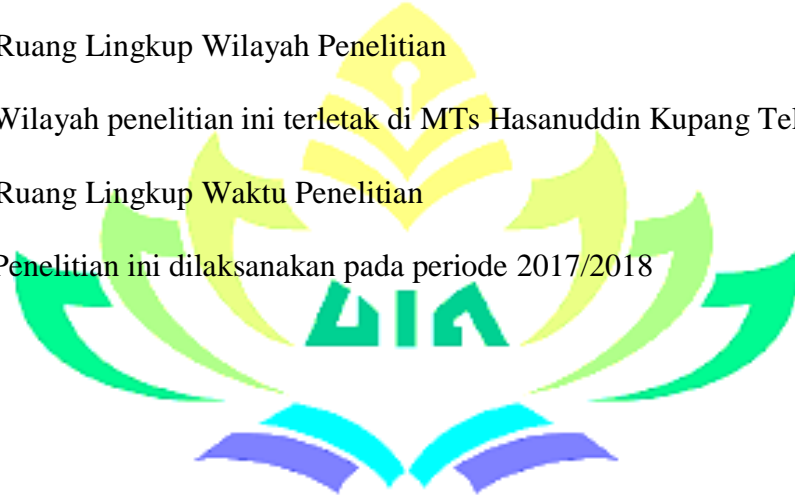 Ruang Lingkup Wilayah Penelitian
Wilayah penelitian ini terletak di MTs Hasanuddin Kupang
Ruang Lingkup Waktu Penelitian
Penelitian ini dilaksanakan pada periode 2017/2018
UIN